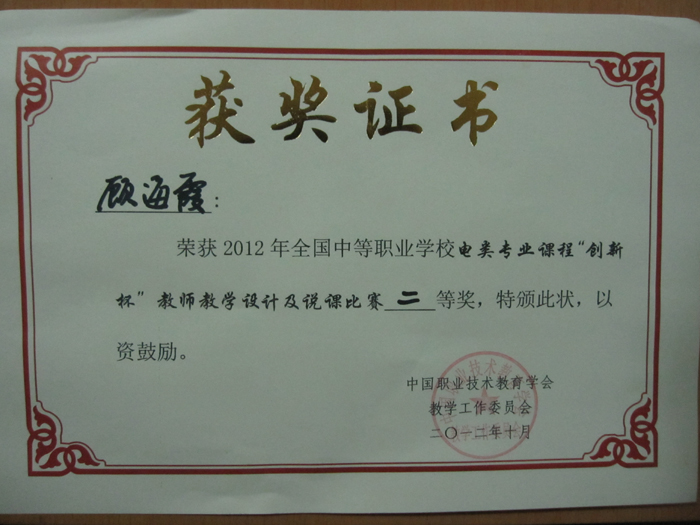 获奖证书
顾海霞：
荣获2012年全国中等职业学校电类专业课程“创新
杯”教师教学设计及说课比赛 二 等奖，特颁此状，以
资鼓励。
中国职业技术教育学会
教学工作委员会
二〇一二年十月